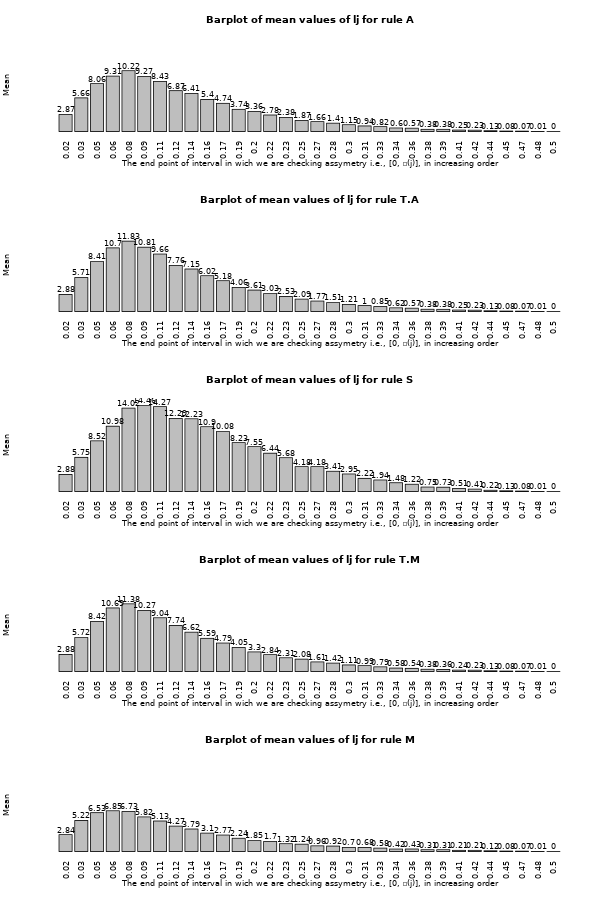 Barplot of mean values of lj for rule A
Mean
2.87 5.66 8.06 9.31 10.22 9.27 8.43 6.87 6.41 5.4 4.74 3.74 3.36 2.78 2.38 1.87 1.66 1.4 1.15 0.94 0.82 0.6 0.57 0.38 0.38 0.25 0.23 0.13 0.08 0.07 0.01 0
0.02 0.03 0.05 0.06 0.08 0.09 0.11 0.12 0.14 0.16 0.17 0.19 0.2 0.22 0.23 0.25 0.27 0.28 0.3 0.31 0.33 0.34 0.36 0.38 0.39 0.41 0.42 0.44 0.45 0.47 0.48 0.5
The end point of interval in wich we are checking assymetry i.e., [0, □(j)], in increasing order
Barplot of mean values of lj for rule T.A
Mean
2.88 5.71 8.41 10.7 11.83 10.81 9.66 7.76 7.15 6.02 5.18 4.06 3.61 3.03 2.53 2.09 1.77 1.51 1.21 1 0.85 0.62 0.57 0.38 0.38 0.25 0.23 0.13 0.08 0.07 0.01 0
0.02 0.03 0.05 0.06 0.08 0.09 0.11 0.12 0.14 0.16 0.17 0.19 0.2 0.22 0.23 0.25 0.27 0.28 0.3 0.31 0.33 0.34 0.36 0.38 0.39 0.41 0.42 0.44 0.45 0.47 0.48 0.5
The end point of interval in wich we are checking assymetry i.e., [0, □(j)], in increasing order
Barplot of mean values of lj for rule S
Mean
2.88 5.75 8.52 10.98 14.02 14.27 12.23 10.9 10.08 8.23 7.55 6.44 5.68 4.18 4.18 3.41 2.95 2.22 1.94 1.48 1.22 0.75 0.73 0.51 0.41 0.22 0.13 0.08 0.01 0
0.02 0.03 0.05 0.06 0.08 0.09 0.11 0.12 0.14 0.16 0.17 0.19 0.2 0.22 0.23 0.25 0.27 0.28 0.3 0.31 0.33 0.34 0.36 0.38 0.39 0.41 0.42 0.44 0.45 0.47 0.48 0.5
The end point of interval in wich we are checking assymetry i.e., [0, □(j)], in increasing order
Barplot of mean values of lj for rule T.M
Mean
2.88 5.72 8.42 10.65 11.38 10.27 9.04 7.74 6.62 5.59 4.79 4.05 3.3 2.84 2.31 2.08 1.61 1.42 1.11 0.99 0.75 0.58 0.54 0.38 0.36 0.24 0.23 0.13 0.08 0.07 0.01 0
0.02 0.03 0.05 0.06 0.08 0.09 0.11 0.12 0.14 0.16 0.17 0.19 0.2 0.22 0.23 0.25 0.27 0.28 0.3 0.31 0.33 0.34 0.36 0.38 0.39 0.41 0.42 0.44 0.45 0.47 0.48 0.5
The end point of interval in wich we are checking assymetry i.e., [0, □(j)], in increasing order
Barplot of mean values of lj for rule M
Mean
2.84 5.22 6.53 6.85 6.73 5.82 5.13 4.27 3.79 3.1 2.77 2.24 1.85 1.7 1.32 1.24 0.96 0.92 0.7 0.68 0.58 0.42 0.43 0.31 0.31 0.21 0.21 0.12 0.08 0.07 0.01 0
0.02 0.03 0.05 0.06 0.08 0.09 0.11 0.12 0.14 0.16 0.17 0.19 0.2 0.22 0.23 0.25 0.27 0.28 0.3 0.31 0.33 0.34 0.36 0.38 0.39 0.41 0.42 0.44 0.45 0.47 0.48 0.5
The end point of interval in wich we are checking assymetry i.e., [0, □(j)], in increasing order